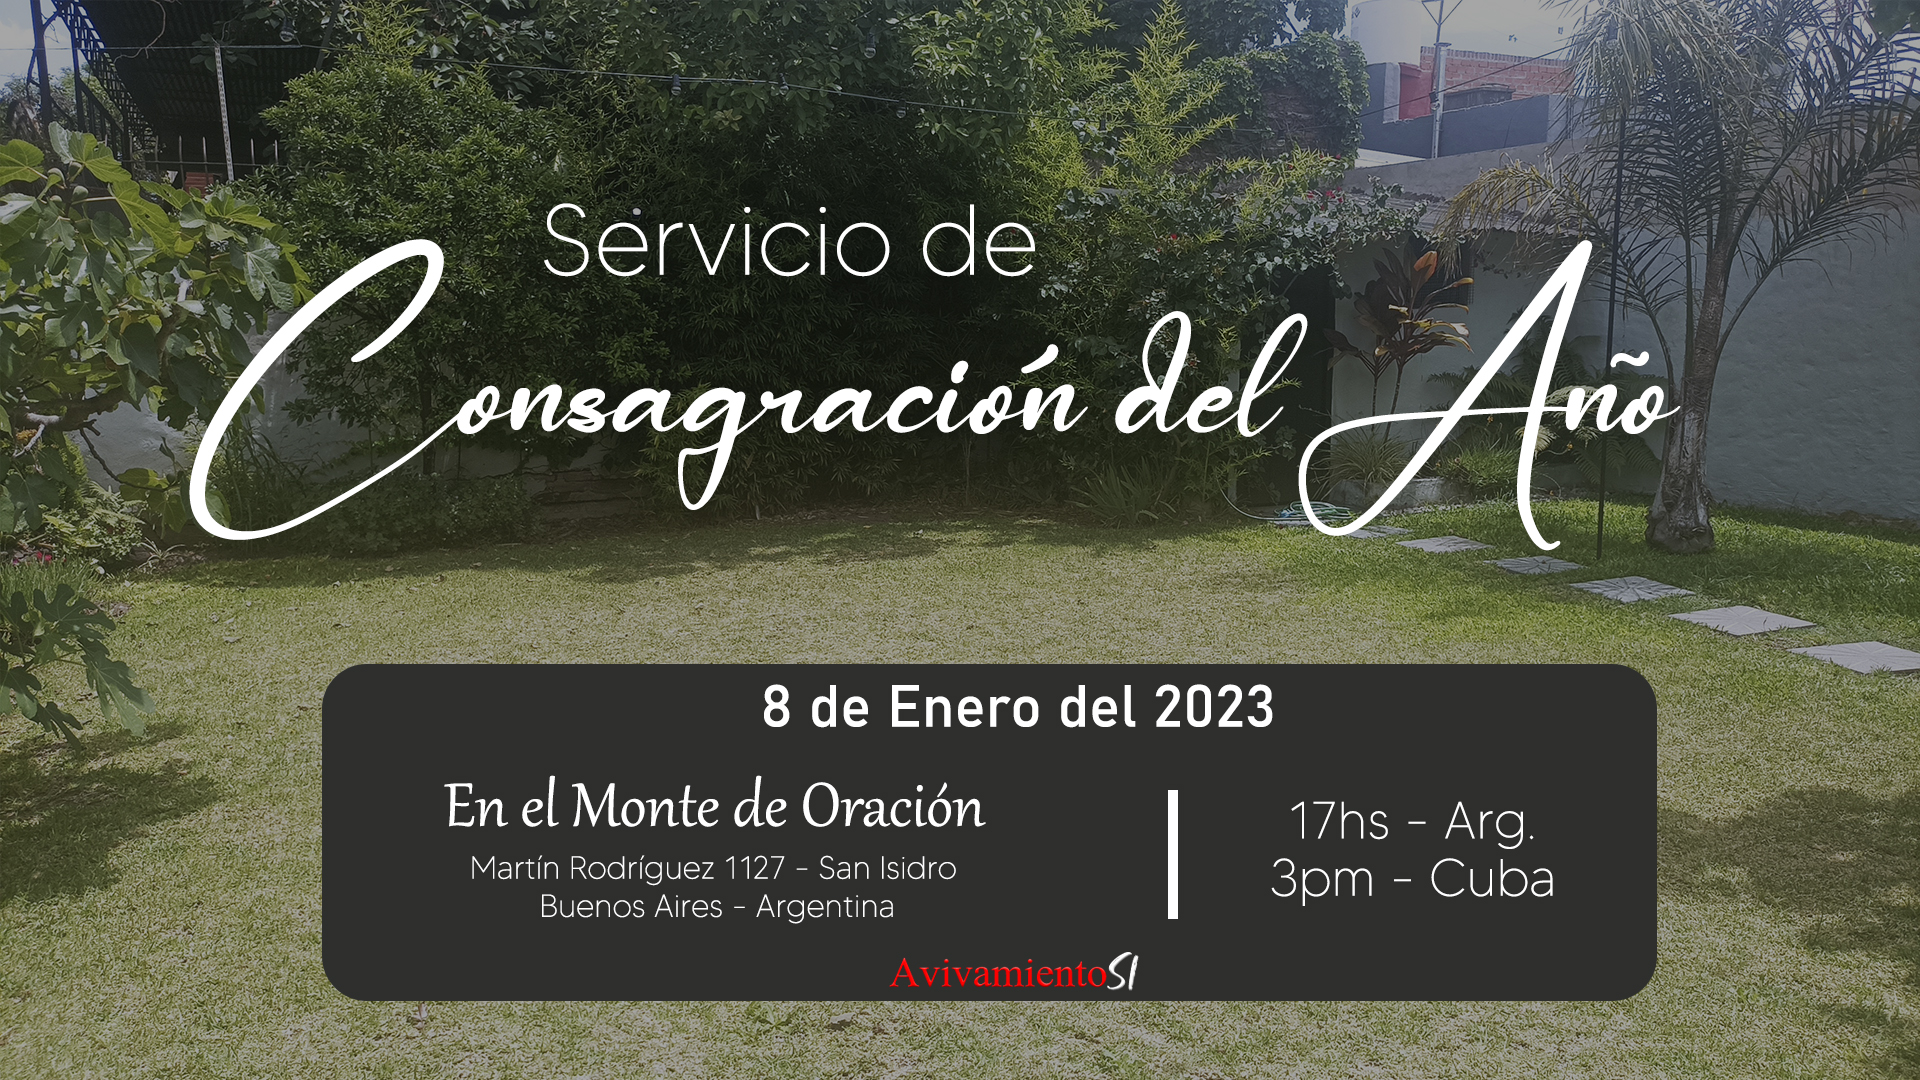 Servicio de
Consagración del Año
8 de Enero del 2023
En el Monte de Oración
Martín Rodríguez 1127 - San Isidro
Buenos Aires - Argentina
17hs - Arg.
3pm - Cuba
AvivamientoSI